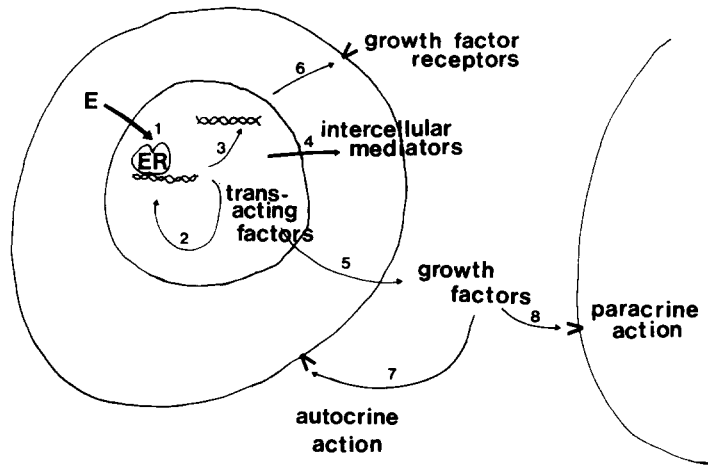 growth factor
receptors
6
E
1
ER
3
4
intercellular
mediators
trans-
acting
factors
2
5
growth
factors
8
paracrine
action
7
autocrine
action